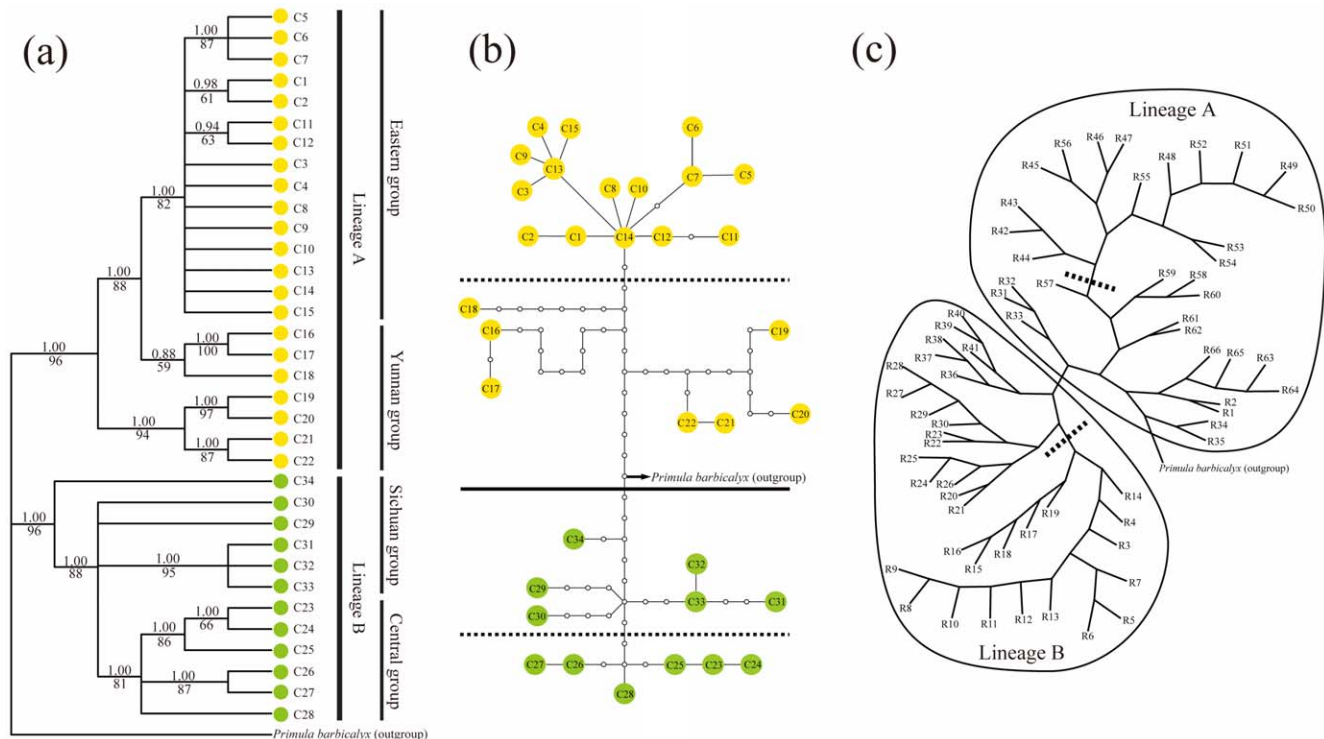 (a)
C5
1.00
87
C6
C7
0.98
61
C1
C2
0.94
63
C11
C12
C3
C4
1.00
82
C8
C9
C10
C13
C14
C15
1.00
88
1.00
100
C16
C17
0.88
59
C18
1.00
96
1.00
97
C19
C20
1.00
94
1.00
87
C21
C22
C34
1.00
96
C30
C29
1.00
88
1.00
95
C31
C32
C33
1.00
66
C23
C24
1.00
86
C25
1.00
81
1.00
87
C26
C27
C28
Primula barbicalyx (outgroup)
Lineage A
Lineage B
Eastern group
Yunnan group
Sichuan group
Central group
(b)
C4
C15
C6
C9
C13
C7
C5
C3
C8
C10
C2
C1
C14
C12
C11
C18
C16
C19
C17
C22
C21
C20
Primula barbicalyx (outgroup)
C34
C32
C29
C33
C31
C30
C27
C26
C25
C23
C24
C28
(c)
Lineage A
R56
R46
R47
R45
R52
R51
R48
R49
R55
R50
R43
R42
R44
R53
R54
R57
R59
R58
R60
R32
R31
R33
R61
R62
R40
R39
R38
R41
R37
R36
R66
R65
R63
R64
R2
R1
R34
R35
Primula barbicalyx (outgroup)
R28
R27
R29
R30
R23
R22
R25
R24
R26
R20
R21
R19
R17
R18
R16
R15
R14
R4
R3
R7
R5
R6
R9
R8
R10
R11
R12
R13
Lineage B